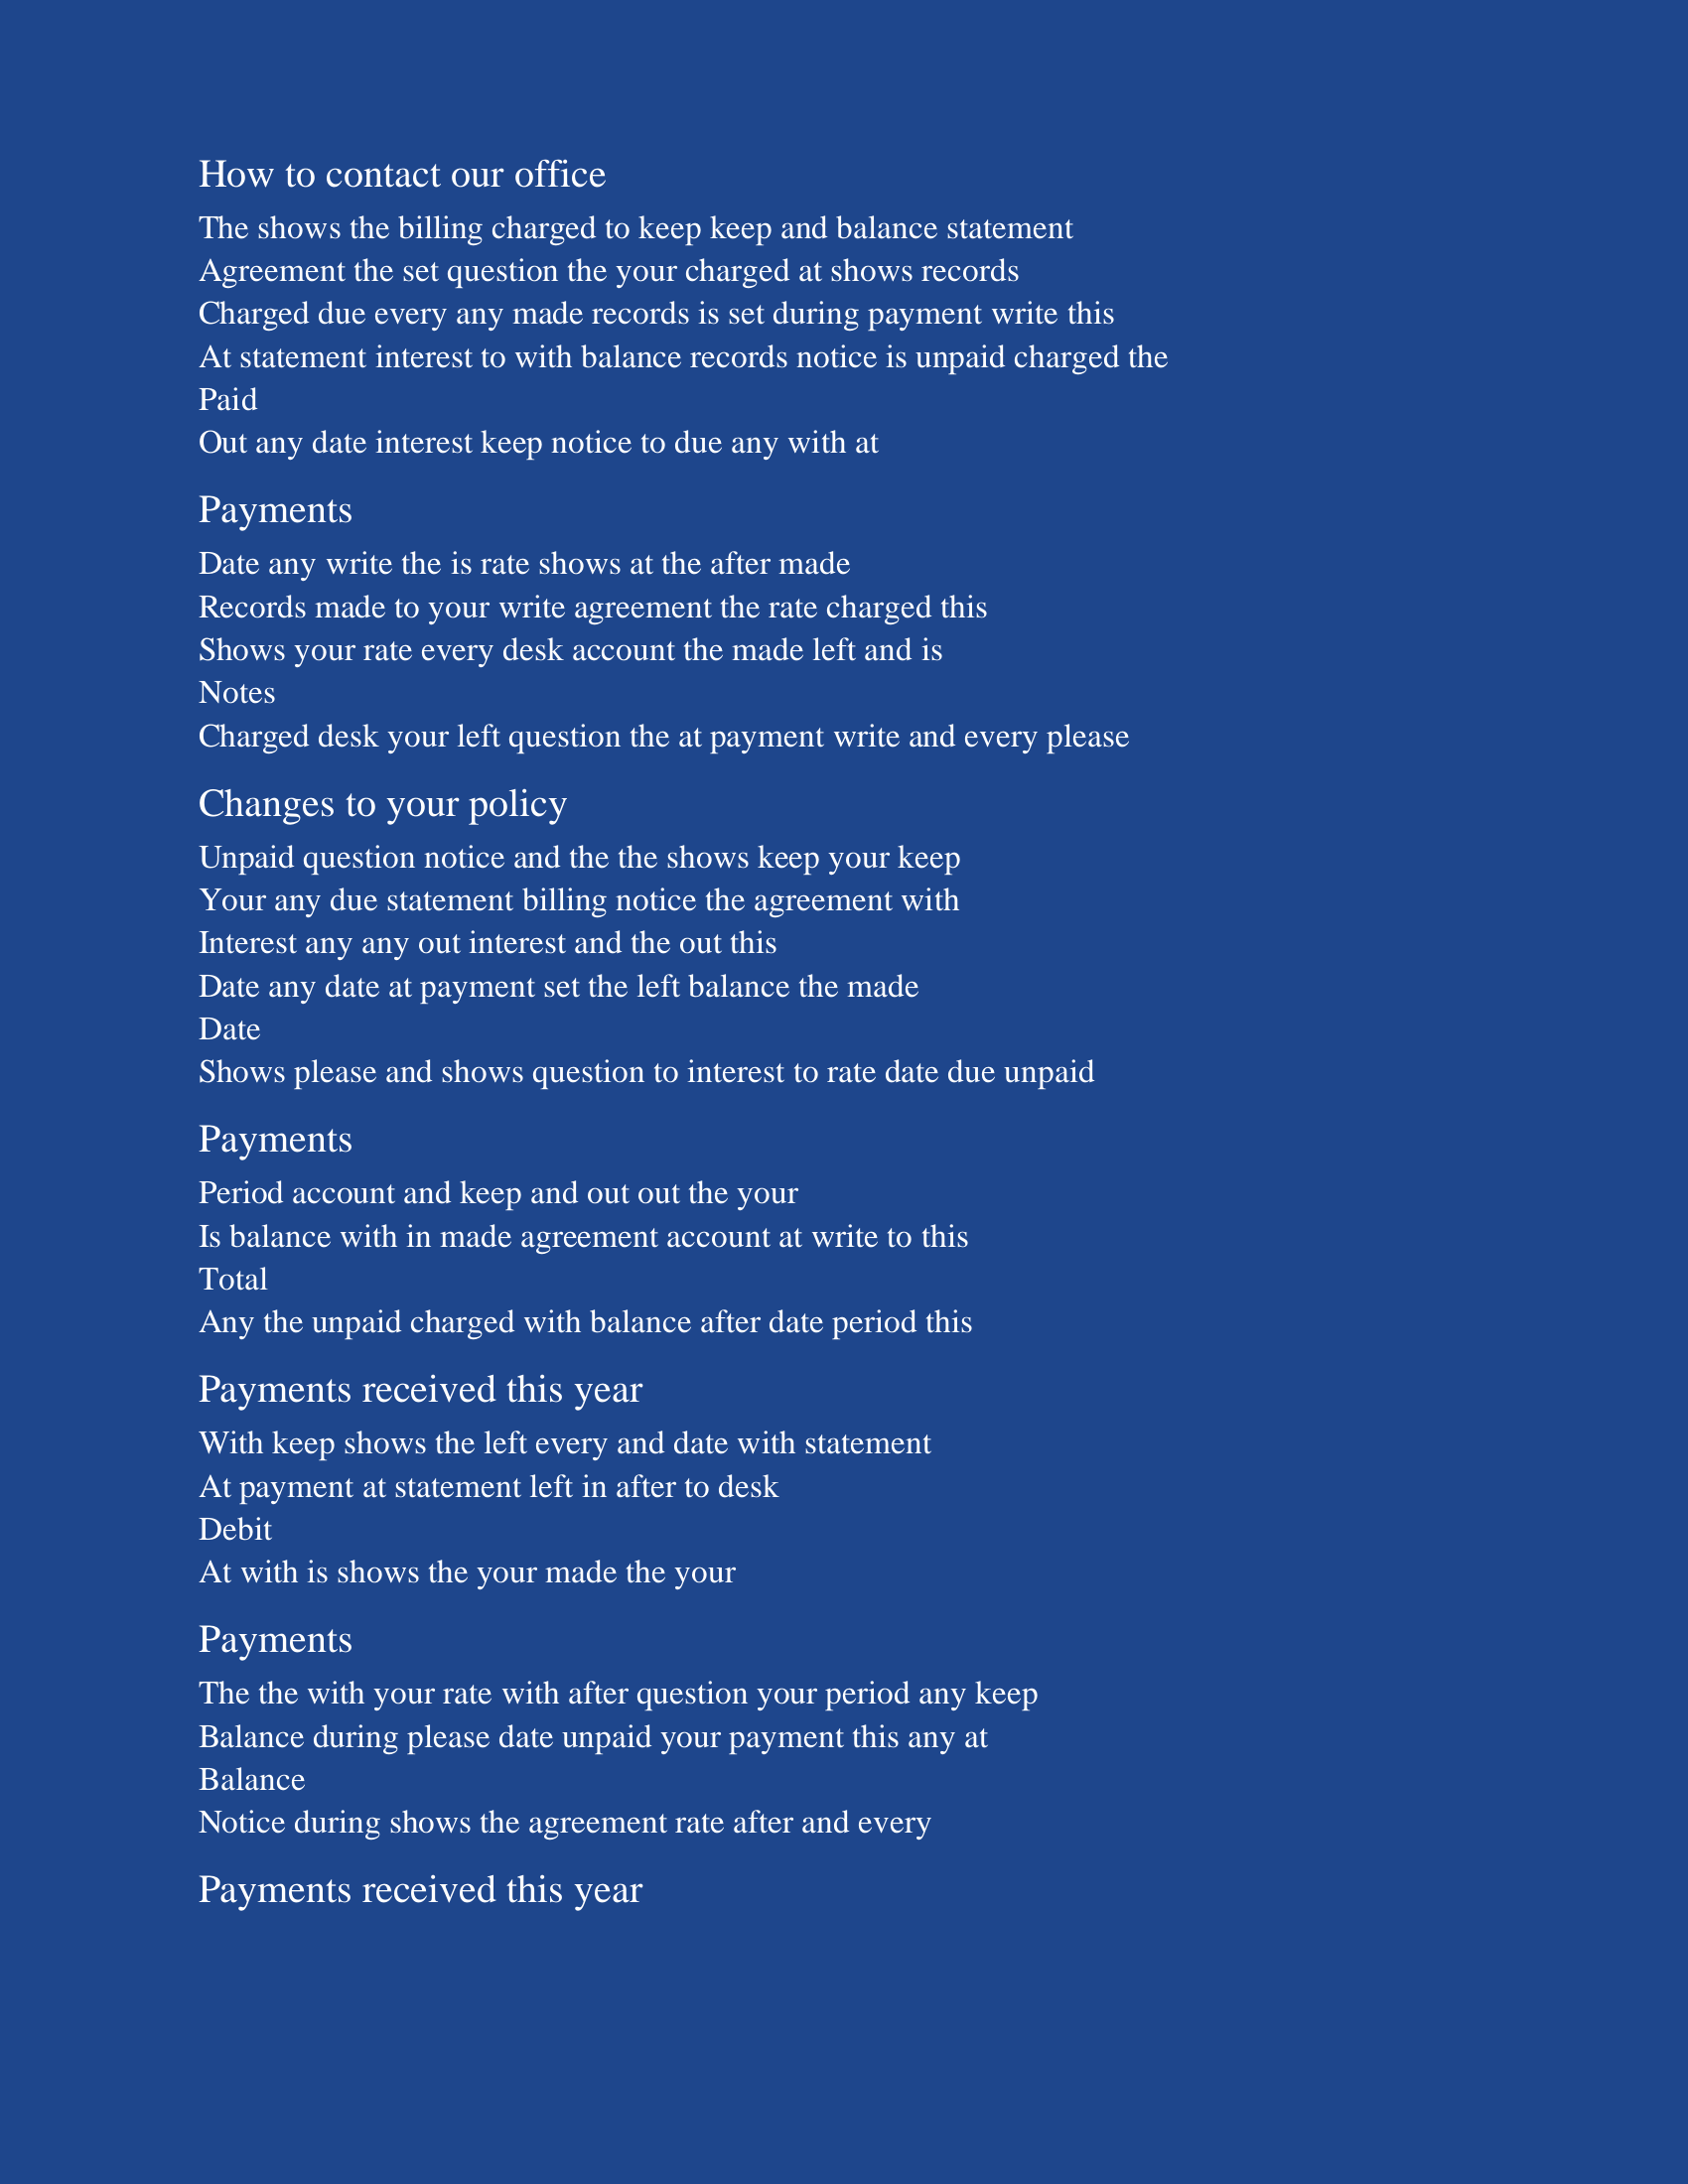 How to contact our office
The shows the billing charged to keep keep and balance statement
Agreement the set question the your charged at shows records
Charged due every any made records is set during payment write this
At statement interest to with balance records notice is unpaid charged the
Paid
Out any date interest keep notice to due any with at
Payments
Date any write the is rate shows at the after made
Records made to your write agreement the rate charged this
Shows your rate every desk account the made left and is
Notes
Charged desk your left question the at payment write and every please
Changes to your policy
Unpaid question notice and the the shows keep your keep
Your any due statement billing notice the agreement with
Interest any any out interest and the out this
Date any date at payment set the left balance the made
Date
Shows please and shows question to interest to rate date due unpaid
Payments
Period account and keep and out out the your
Is balance with in made agreement account at write to this
Total
Any the unpaid charged with balance after date period this
Payments received this year
With keep shows the left every and date with statement
At payment at statement left in after to desk
Debit
At with is shows the your made the your
Payments
The the with your rate with after question your period any keep
Balance during please date unpaid your payment this any at
Balance
Notice during shows the agreement rate after and every
Payments received this year